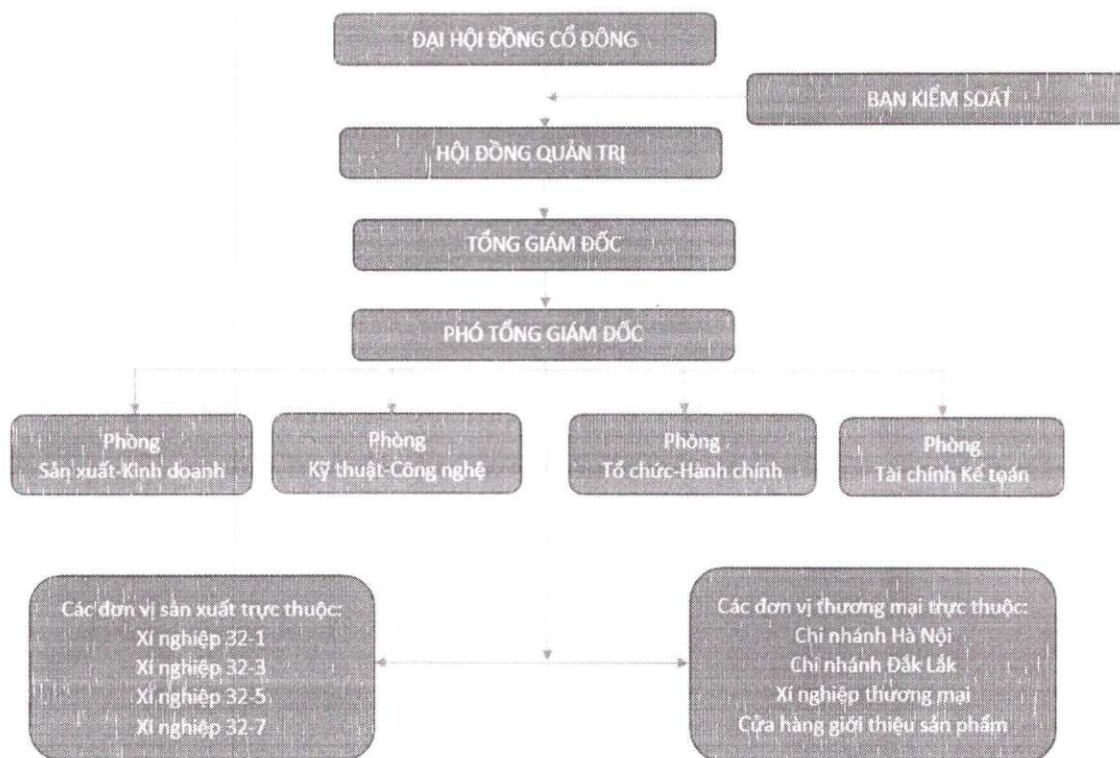 ĐẠI HỘI ĐỒNG CỔ ĐÔNG
BAN KIỂM SOÁT
HỘI ĐỒNG QUẢN TRỊ
TỔNG GIÁM ĐỐC
PHÓ TỔNG GIÁM ĐỐC
Phòng
Sản xuất-Kinh doanh
Phòng
Kỹ thuật-Công nghệ
Phòng
Tổ chức-Hành chính
Phòng
Tài chính Kế toán
Các đơn vị sản xuất trực thuộc:
Xí nghiệp 32-1
Xí nghiệp 32-3
Xí nghiệp 32-5
Xí nghiệp 32-7
Các đơn vị thương mại trực thuộc:
Chi nhánh Hà Nội
Chi nhánh Đắk Lắk
Xí nghiệp thương mại
Cửa hàng giới thiệu sản phẩm